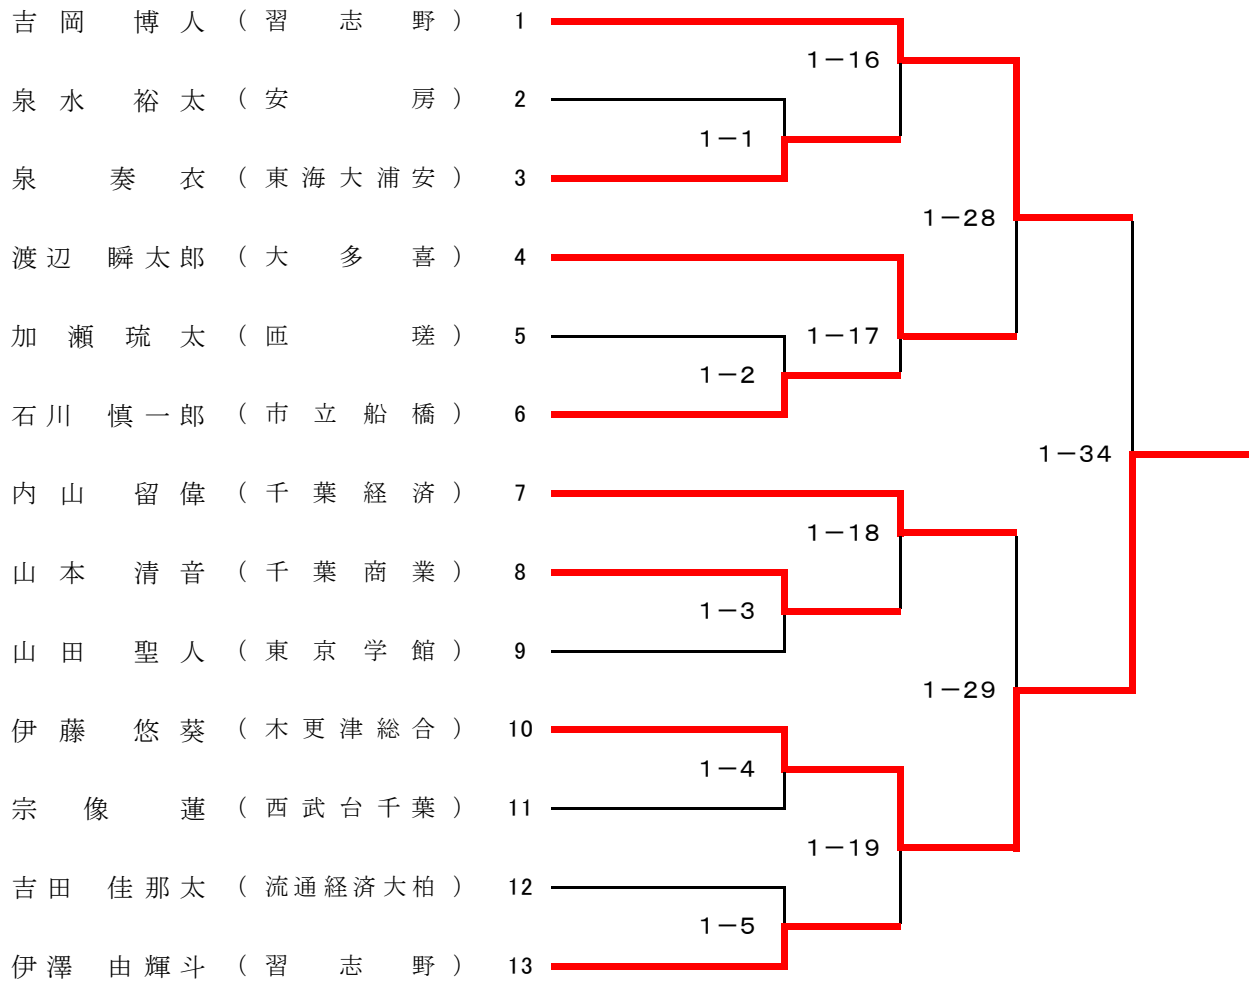 吉岡 博人 (習志野) 1
1－16
泉水 裕太 (安房) 2
1－1
泉 奏衣 (東海大浦安) 3
1－28
渡辺 瞬太郎 (大多喜) 4
加瀬 琉太 (匝瑳) 5
1－17
1－2
石川 慎一郎 (市立船橋) 6
1－34
内山 留偉 (千葉経済) 7
1－18
山本 清音 (千葉商業) 8
1－3
山田 聖人 (東京学館) 9
1－29
伊藤 悠葵 (木更津総合) 10
1－4
宗像 蓮 (西武台千葉) 11
1－19
吉田 佳那太 (流通経済大柏) 12
1－5
伊澤 由輝斗 (習志野) 13